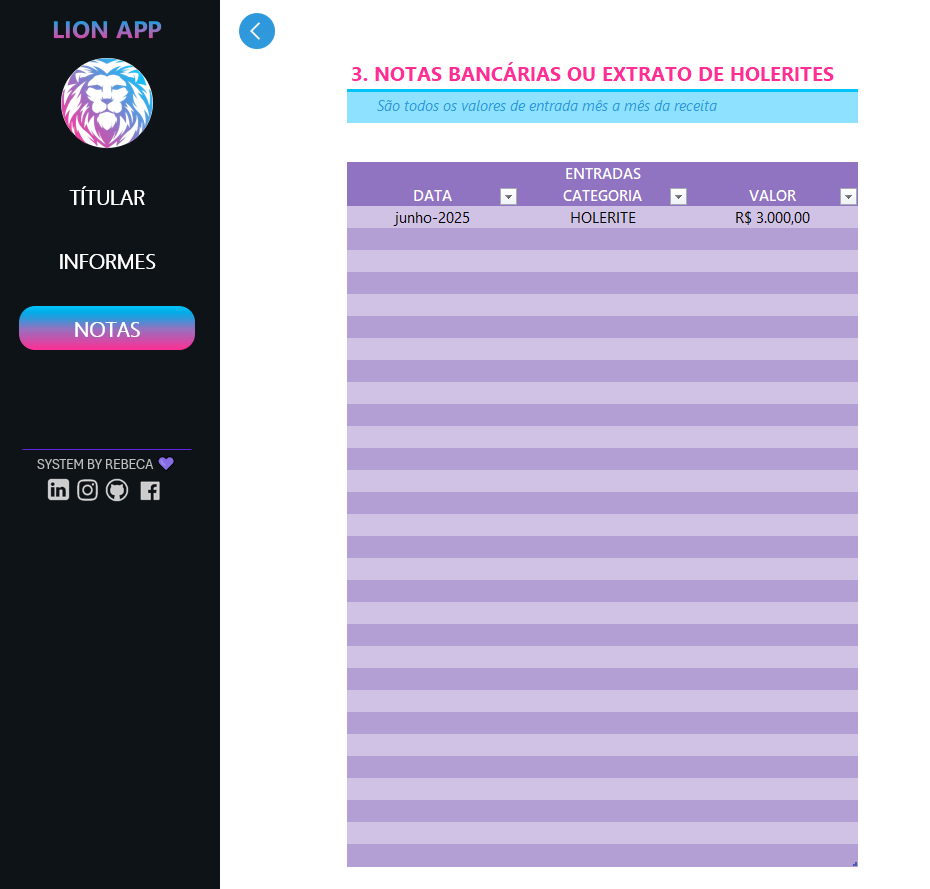 LION APP
TÍTULAR
INFORMES
NOTAS
SYSTEM BY REBECA
3. NOTAS BANCÁRIAS OU EXTRATO DE HOLERITES
São todos os valores de entrada mês a mês da receita
ENTRADAS
DATA CATEGORIA VALOR
junho-2025 HOLERITE R$ 3.000,00